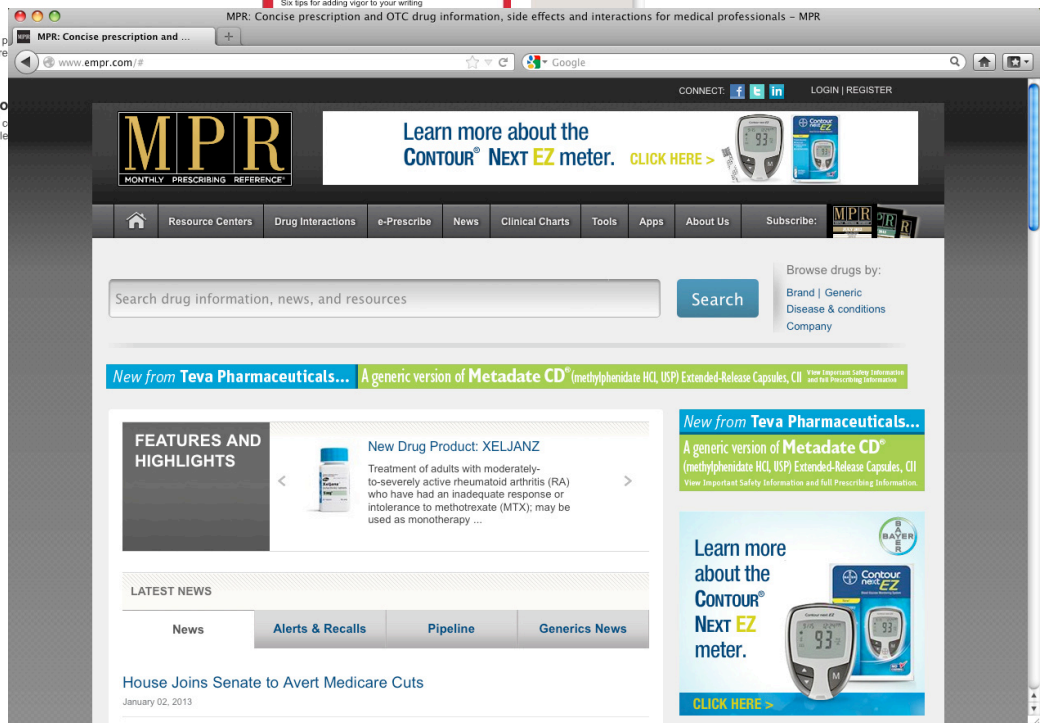 Six tips for adding vigor to your writing
MPR: Concise prescription and OTC drug information, side effects and interactions for medical professionals – MPR
MPR: Concise prescription and ...
www.empr.com/#
Google
CONNECT:
LOGIN | REGISTER
MPR
MONTHLY PRESCRIBING REFERENCE®
Learn more about the
CONTOUR® NEXT EZ meter. CLICK HERE >
Resource Centers
Drug Interactions
e-Prescribe
News
Clinical Charts
Tools
Apps
About Us
Subscribe:
MPR
Search drug information, news, and resources
Search
Browse drugs by:
Brand | Generic
Disease & conditions
Company
New from Teva Pharmaceuticals... A generic version of Metadate CD® (methylphenidate HCl, USP) Extended-Release Capsules, CII View Important Safety Information
and full Prescribing Information
FEATURES AND
HIGHLIGHTS
New Drug Product: XELJANZ
Treatment of adults with moderately-
to-severely active rheumatoid arthritis (RA)
who have had an inadequate response or
intolerance to methotrexate (MTX); may be
used as monotherapy ...
New from Teva Pharmaceuticals...
A generic version of Metadate CD®
(methylphenidate HCl, USP) Extended-Release Capsules, CII
View Important Safety Information and full Prescribing Information.
LATEST NEWS
News
Alerts & Recalls
Pipeline
Generics News
House Joins Senate to Avert Medicare Cuts
January 02, 2013
BAYER
Learn more
about the
CONTOUR®
NEXT EZ
meter.
Contour
next EZ
93
CLICK HERE >